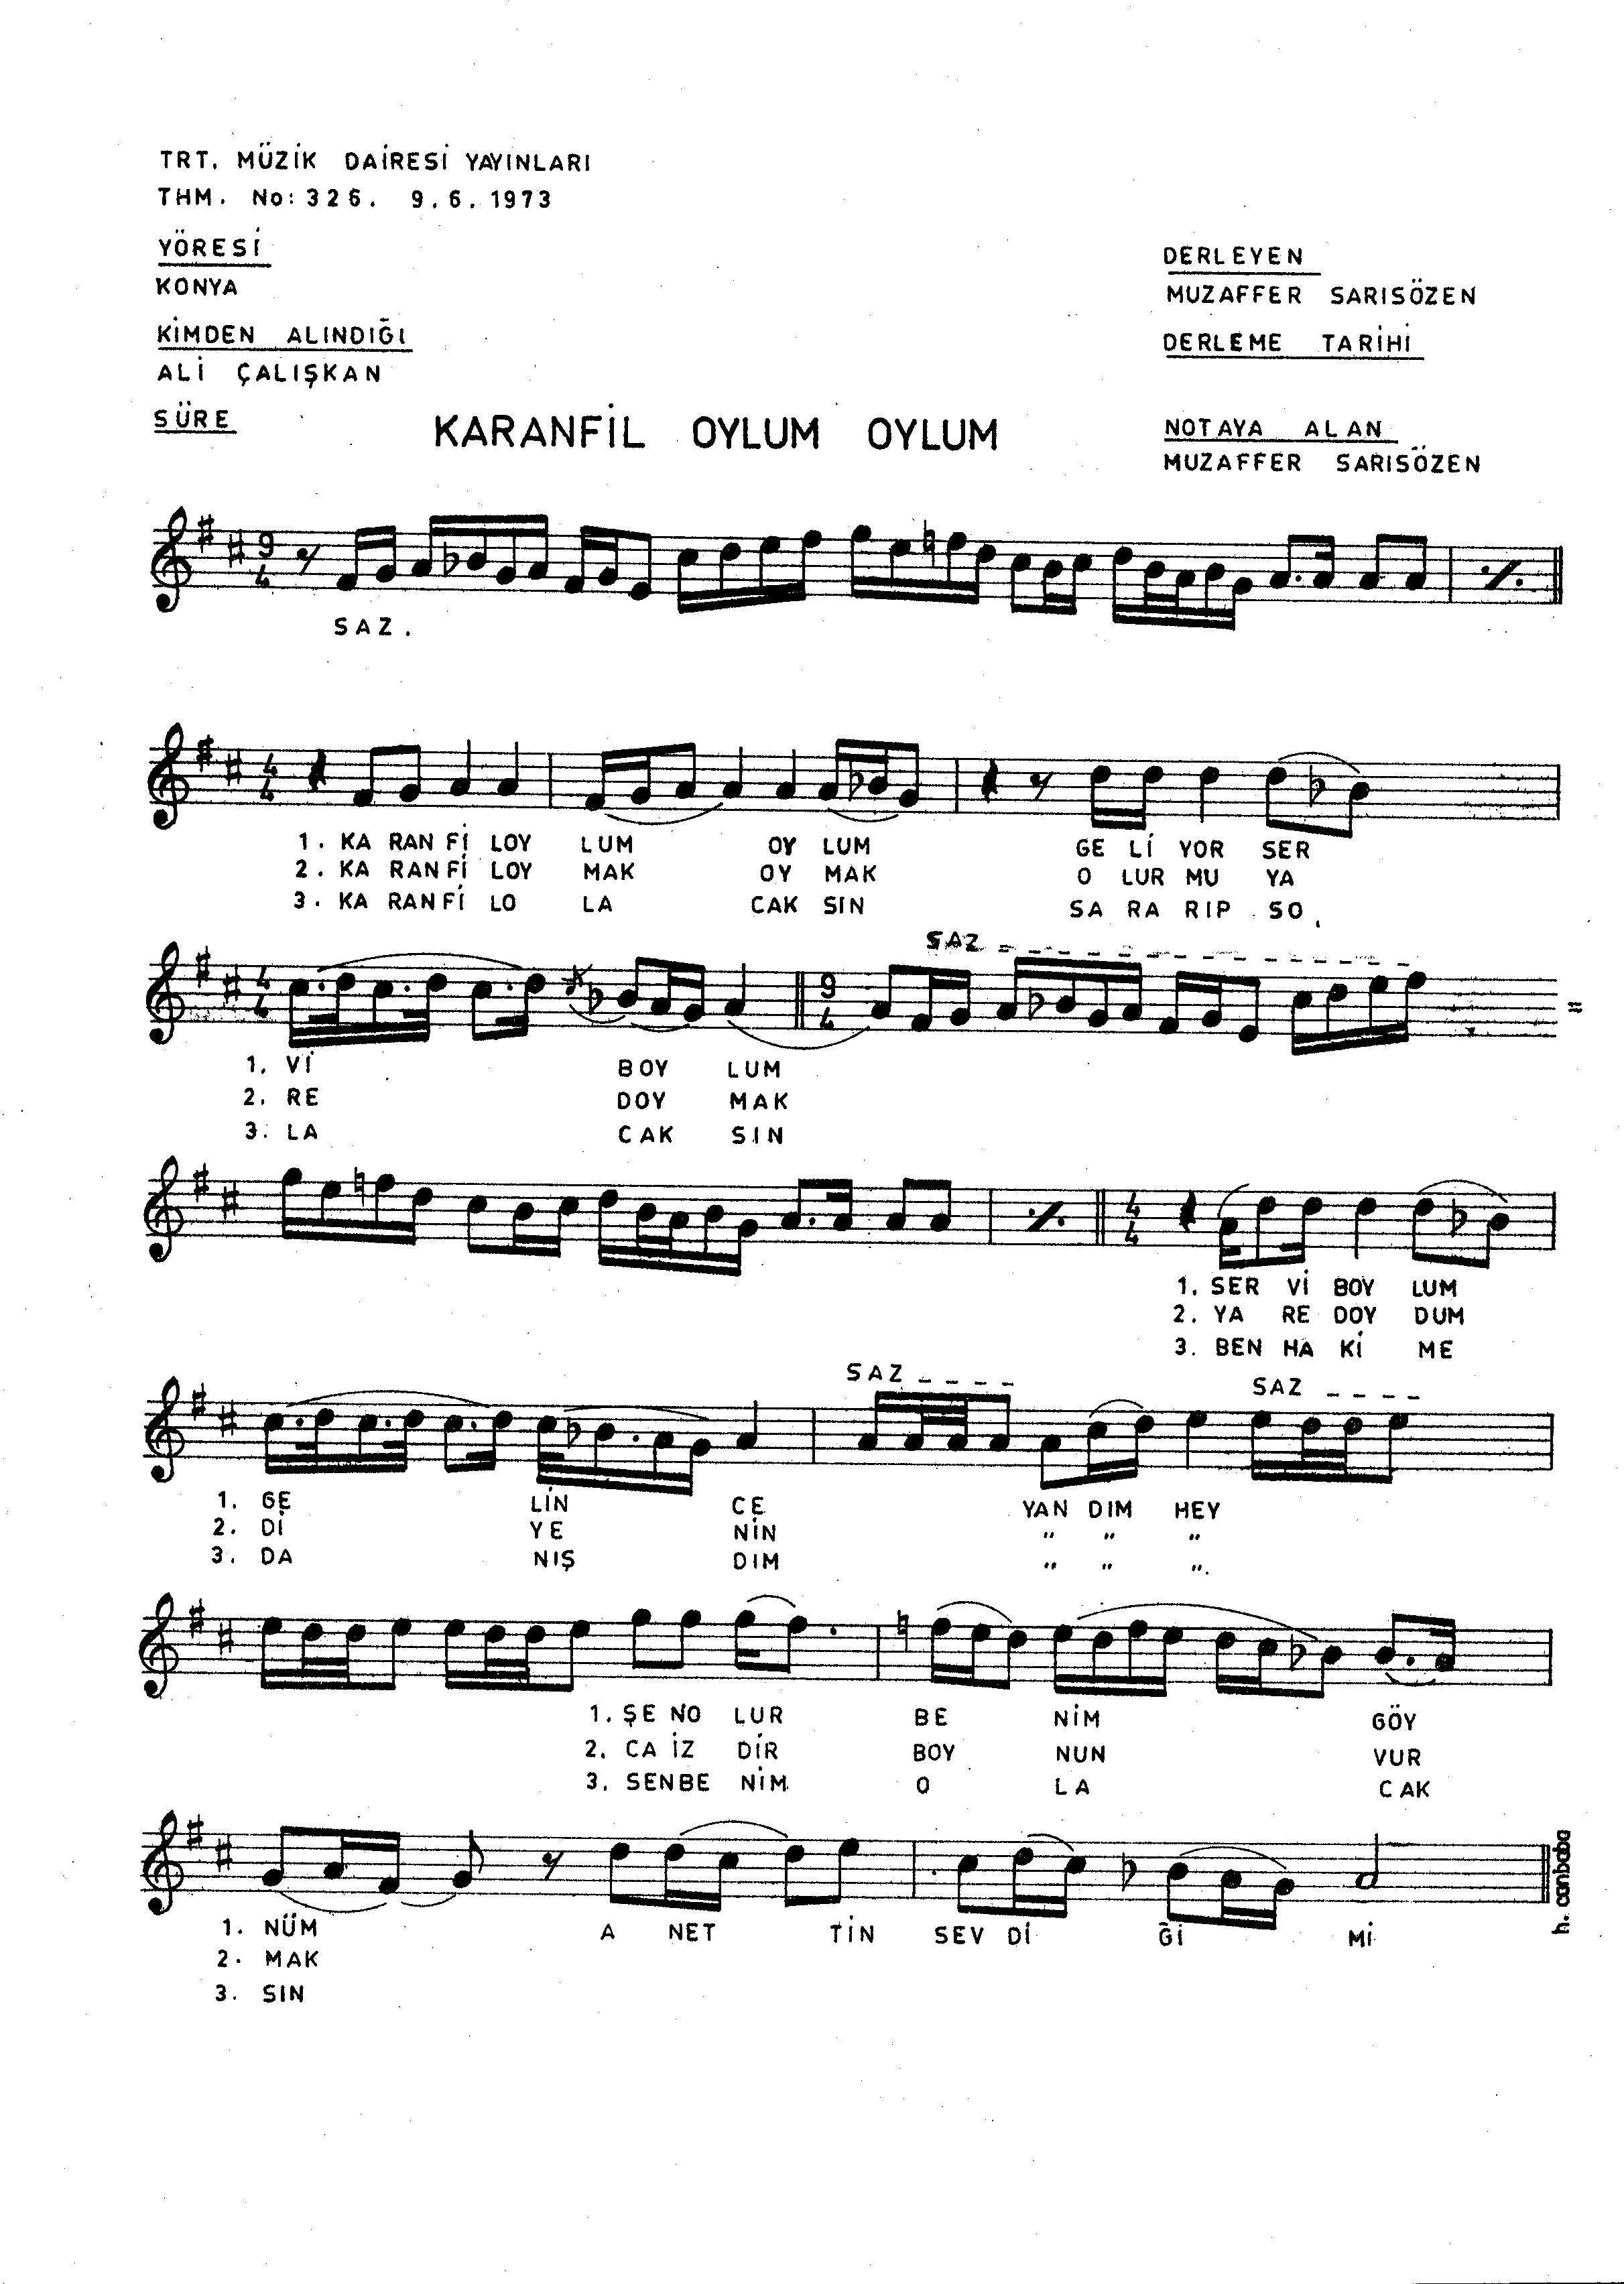 TRT. MÜZİK DAİRESİ YAYINLARI
THM. No: 326. 9.6.1973
YÖRESİ
KONYA
KİMDEN ALINDIĞI
ALİ ÇALIŞKAN
SÜRE
DERLEYEN
MUZAFFER SARISÖZEN
DERLEME TARİHİ
NOTAYA ALAN
MUZAFFER SARISÖZEN
KARANFİL OYLUM OYLUM
9
4
SAZ.
4
4
1. KA RAN Fİ LOY LUM OY LUM GE Lİ YOR SER
2. KA RAN Fİ LOY MAK OY MAK O LUR MU YA
3. KA RAN Fİ LO LA CAK SIN SA RA RIP SO
SAZ _ _ _ _ _ _ _ _ _ _ _ _ _
4
4
9
4
1. Vİ BOY LUM
2. RE DOY MAK
3. LA CAK SIN
4
4
1. SER Vİ BOY LUM
2. YA RE DOY DUM
3. BEN HA Kİ ME
SAZ _ _ _ _
SAZ _ _ _ _
1. GE LİN CE YAN DIM HEY
2. Dİ YE NİN " " "
3. DA NIŞ DIM " " ".
1. ŞE NO LUR BE NİM GÖY
2. CA İZ DİR BOY NUN VUR
3. SENBE NİM O LA CAK
1. NÜM A NET TİN SEV Dİ Ğİ Mİ
2. MAK
3. SIN
h. canbaba